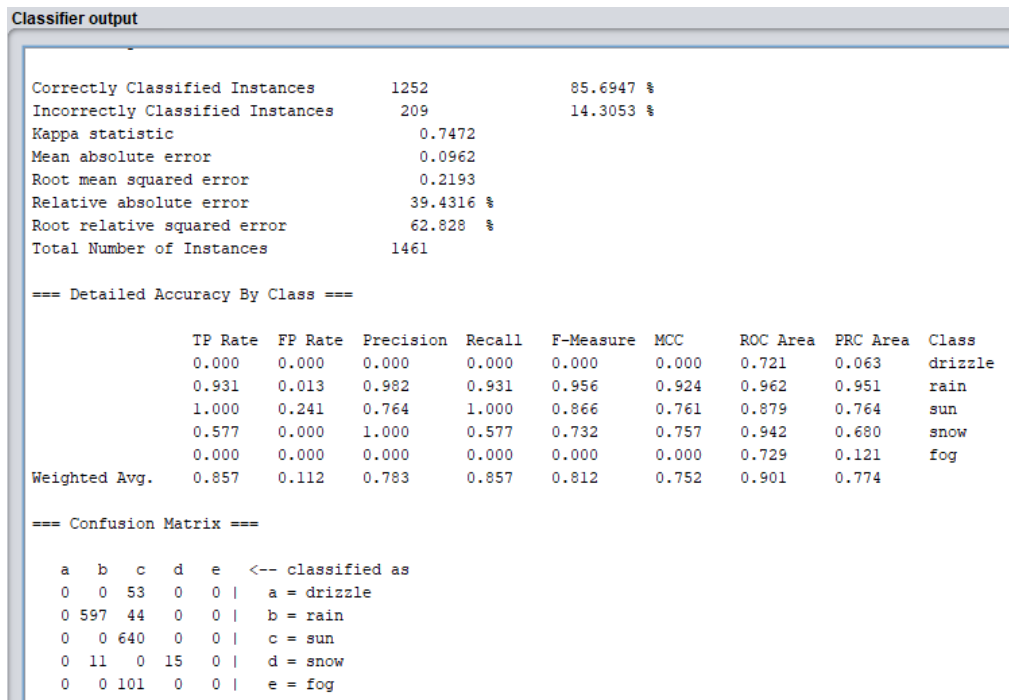 Classifier output
Correctly Classified Instances 1252 85.6947 %
Incorrectly Classified Instances 209 14.3053 %
Kappa statistic 0.7472
Mean absolute error 0.0962
Root mean squared error 0.2193
Relative absolute error 39.4316 %
Root relative squared error 62.828 %
Total Number of Instances 1461
=== Detailed Accuracy By Class ===
TP Rate FP Rate Precision Recall F-Measure MCC ROC Area PRC Area Class
0.000 0.000 0.000 0.000 0.000 0.000 0.721 0.063 drizzle
0.931 0.013 0.982 0.931 0.956 0.924 0.962 0.951 rain
1.000 0.241 0.764 1.000 0.866 0.761 0.879 0.764 sun
0.577 0.000 1.000 0.577 0.732 0.757 0.942 0.680 snow
0.000 0.000 0.000 0.000 0.000 0.000 0.729 0.121 fog
Weighted Avg. 0.857 0.112 0.783 0.857 0.812 0.752 0.901 0.774
=== Confusion Matrix ===
a b c d e <-- classified as
0 0 53 0 0 | a = drizzle
0 597 44 0 0 | b = rain
0 0 640 0 0 | c = sun
0 11 0 15 0 | d = snow
0 0 101 0 0 | e = fog